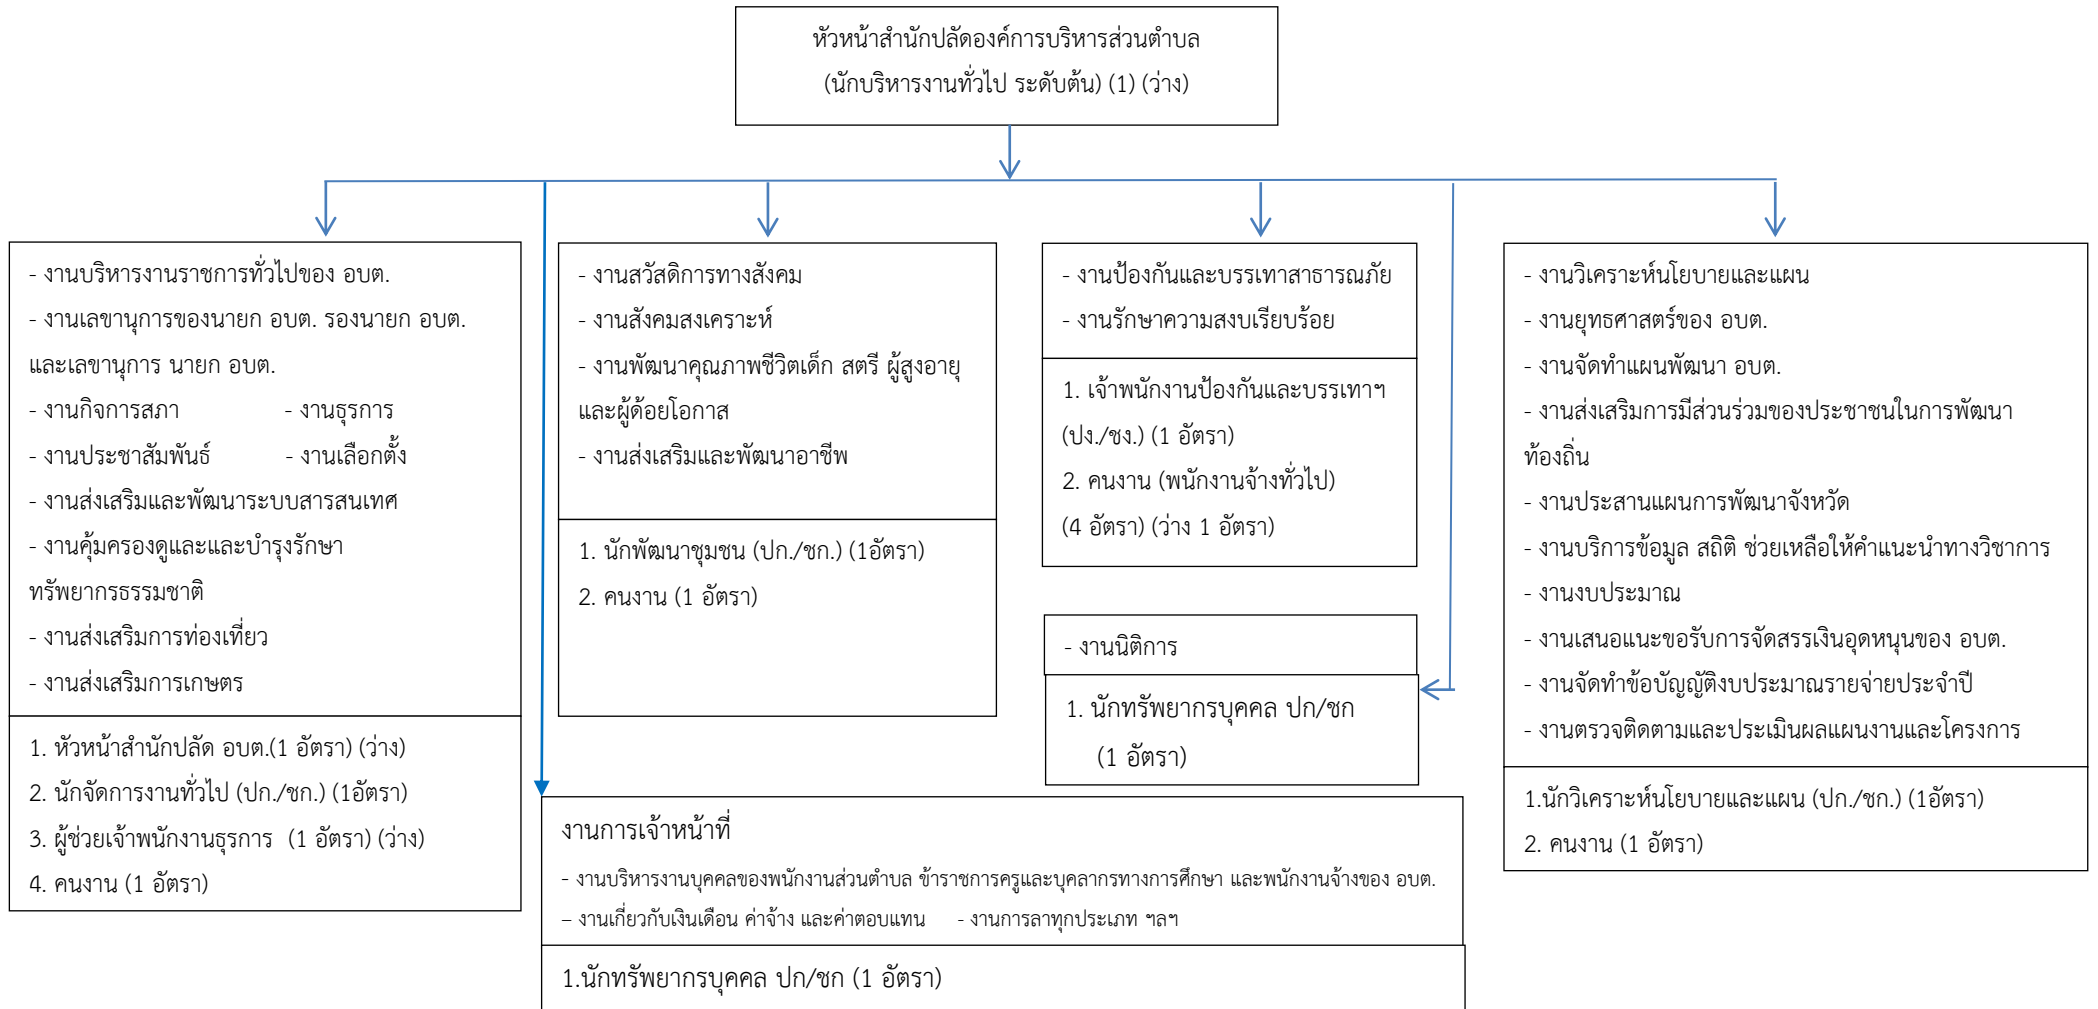 หัวหน้าสำนักปลัดองค์การบริหารส่วนตำบล
(นักบริหารงานทั่วไป ระดับต้น) (1) (ว่าง)
- งานบริหารงานราชการทั่วไปของ อบต.
- งานเลขานุการของนายก อบต. รองนายก อบต.
และเลขานุการ นายก อบต.
- งานกิจการสภา - งานธุรการ
- งานประชาสัมพันธ์ - งานเลือกตั้ง
- งานส่งเสริมและพัฒนาระบบสารสนเทศ
- งานคุ้มครองดูและและบำรุงรักษา
ทรัพยากรธรรมชาติ
- งานส่งเสริมการท่องเที่ยว
- งานส่งเสริมการเกษตร
1. หัวหน้าสำนักปลัด อบต.(1 อัตรา) (ว่าง)
2. นักจัดการงานทั่วไป (ปก./ชก.) (1อัตรา)
3. ผู้ช่วยเจ้าพนักงานธุรการ (1 อัตรา) (ว่าง)
4. คนงาน (1 อัตรา)
- งานสวัสดิการทางสังคม
- งานสังคมสงเคราะห์
- งานพัฒนาคุณภาพชีวิตเด็ก สตรี ผู้สูงอายุ
และผู้ด้อยโอกาส
- งานส่งเสริมและพัฒนาอาชีพ
1. นักพัฒนาชุมชน (ปก./ชก.) (1อัตรา)
2. คนงาน (1 อัตรา)
- งานป้องกันและบรรเทาสาธารณภัย
- งานรักษาความสงบเรียบร้อย
1. เจ้าพนักงานป้องกันและบรรเทาฯ
(ปง./ชง.) (1 อัตรา)
2. คนงาน (พนักงานจ้างทั่วไป)
(4 อัตรา) (ว่าง 1 อัตรา)
- งานนิติการ
1. นักทรัพยากรบุคคล ปก/ชก
(1 อัตรา)
- งานวิเคราะห์นโยบายและแผน
- งานยุทธศาสตร์ของ อบต.
- งานจัดทำแผนพัฒนา อบต.
- งานส่งเสริมการมีส่วนร่วมของประชาชนในการพัฒนา
ท้องถิ่น
- งานประสานแผนการพัฒนาจังหวัด
- งานบริการข้อมูล สถิติ ช่วยเหลือให้คำแนะนำทางวิชาการ
- งานงบประมาณ
- งานเสนอแนะขอรับการจัดสรรเงินอุดหนุนของ อบต.
- งานจัดทำข้อบัญญัติงบประมาณรายจ่ายประจำปี
- งานตรวจติดตามและประเมินผลแผนงานและโครงการ
1.นักวิเคราะห์นโยบายและแผน (ปก./ชก.) (1อัตรา)
2. คนงาน (1 อัตรา)
งานการเจ้าหน้าที่
- งานบริหารงานบุคคลของพนักงานส่วนตำบล ข้าราชการครูและบุคลากรทางการศึกษา และพนักงานจ้างของ อบต.
– งานเกี่ยวกับเงินเดือน ค่าจ้าง และค่าตอบแทน - งานการลาทุกประเภท ฯลฯ
1.นักทรัพยากรบุคคล ปก/ชก (1 อัตรา)